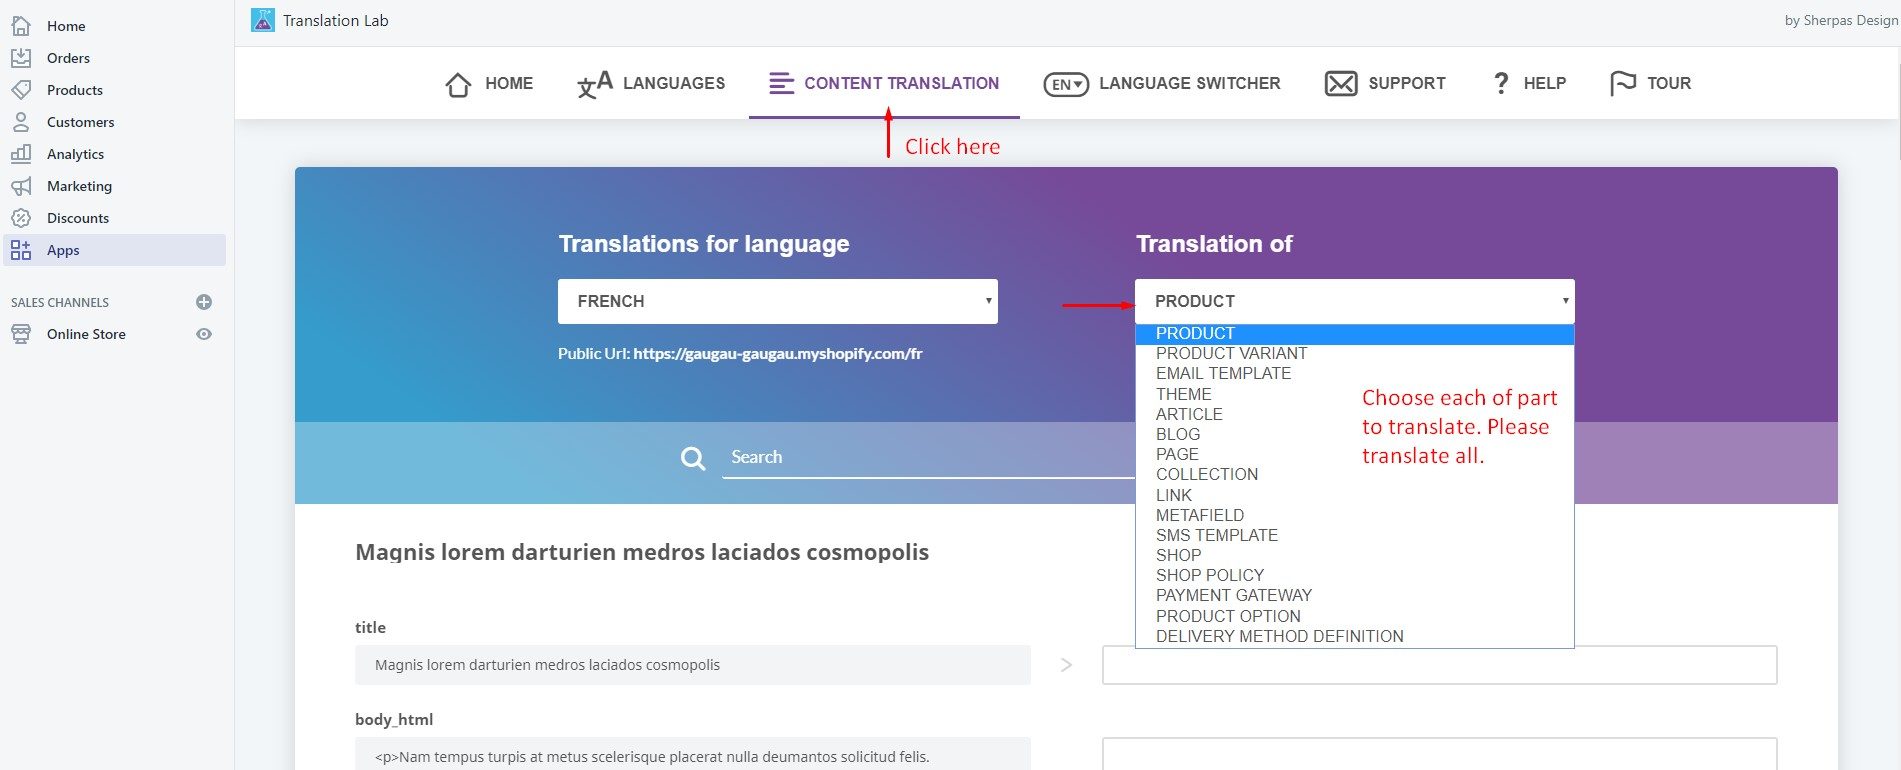 Home
Orders
Products
Customers
Analytics
Marketing
Discounts
Apps
SALES CHANNELS
Online Store
Translation Lab
by Sherpas Design
HOME
LANGUAGES
CONTENT TRANSLATION
EN
LANGUAGE SWITCHER
SUPPORT
HELP
TOUR
Click here
Translations for language
FRENCH
Public Url: https://gaugau-gaugau.myshopify.com/fr
Translation of
PRODUCT
PRODUCT
PRODUCT VARIANT
EMAIL TEMPLATE
THEME
ARTICLE
BLOG
PAGE
COLLECTION
LINK
METAFIELD
SMS TEMPLATE
SHOP
SHOP POLICY
PAYMENT GATEWAY
PRODUCT OPTION
DELIVERY METHOD DEFINITION
Choose each of part
to translate. Please
translate all.
Search
Magnis lorem darturien medros laciados cosmopolis
title
Magnis lorem darturien medros laciados cosmopolis
>
body_html
<p>Nam tempus turpis at metus scelerisque placerat nulla deumantos solicitud felis.